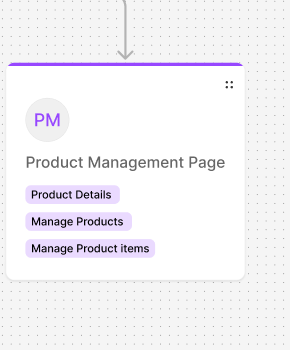 PM
Product Management Page
Product Details
Manage Products
Manage Product items